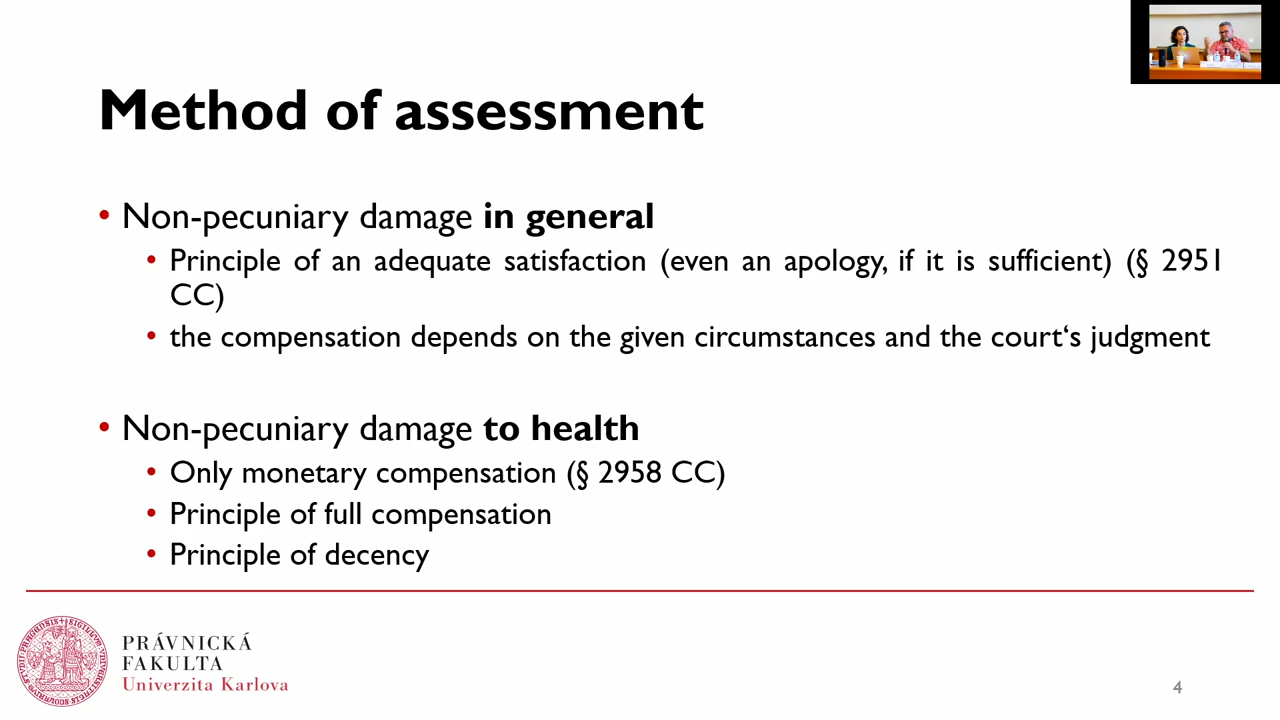 Method of assessment
• Non-pecuniary damage in general
• Principle of an adequate satisfaction (even an apology, if it is sufficient) (§ 2951
CC)
• the compensation depends on the given circumstances and the court‘s judgment
• Non-pecuniary damage to health
• Only monetary compensation (§ 2958 CC)
• Principle of full compensation
• Principle of decency
PRÁVNICKÁ
FAKULTA
Univerzita Karlova
4